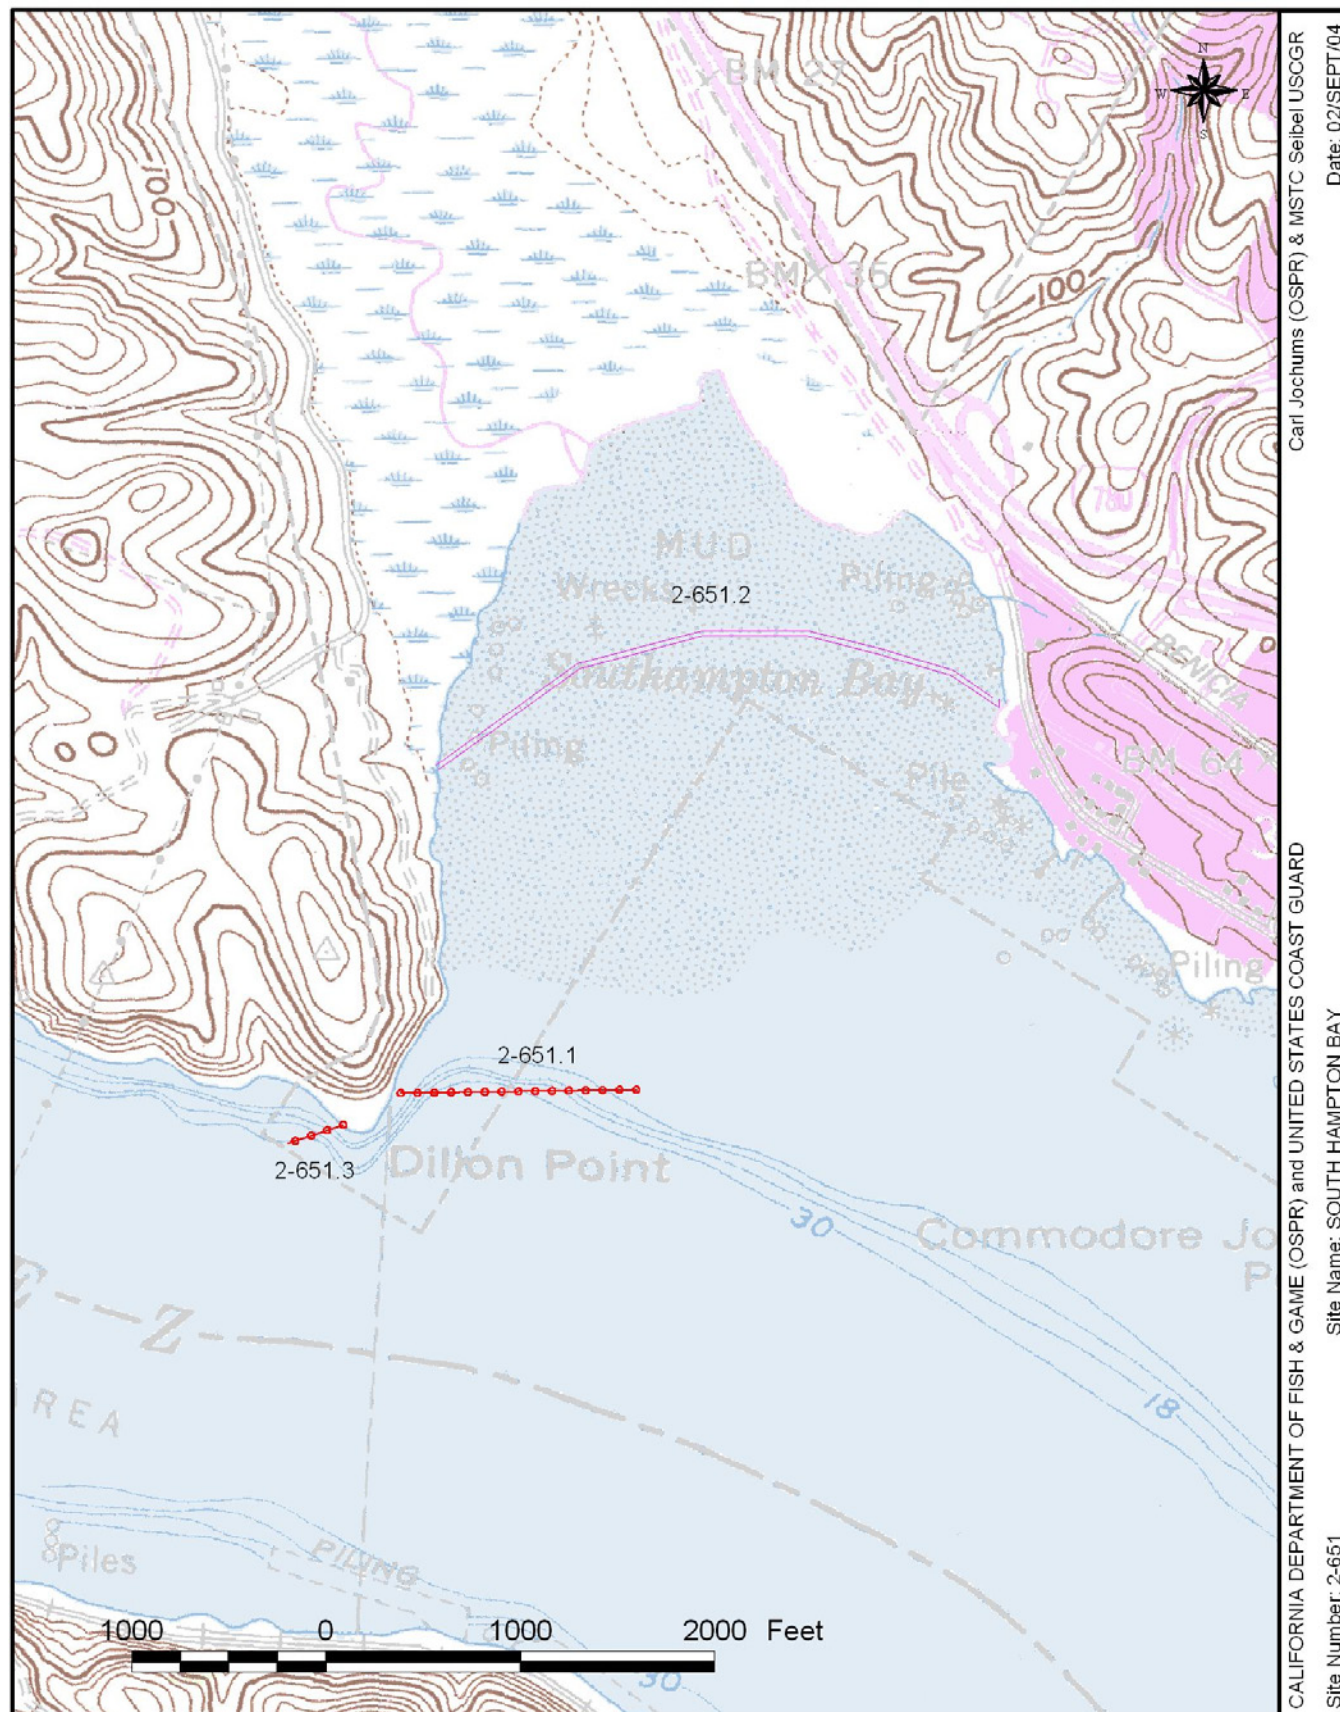 BM 27
N
W E
S
100
BM X 35
100
780
MUD
Wrecks
Piling
2-651.2
BENICIA
Southampton Bay
Piling
Pile
BM 64 X
Piling
2-651.1
2-651.3
Dillon Point
30
Commodore Jo
P
E Z
18
REA
PILING
Piles
1000 0 1000 2000 Feet
30
CALIFORNIA DEPARTMENT OF FISH & GAME (OSPR) and UNITED STATES COAST GUARD
Carl Jochums (OSPR) & MSTC Seibel USCGR
Site Number: 2-651
Site Name: SOUTH HAMPTON BAY
Date: 02/SEPT/04